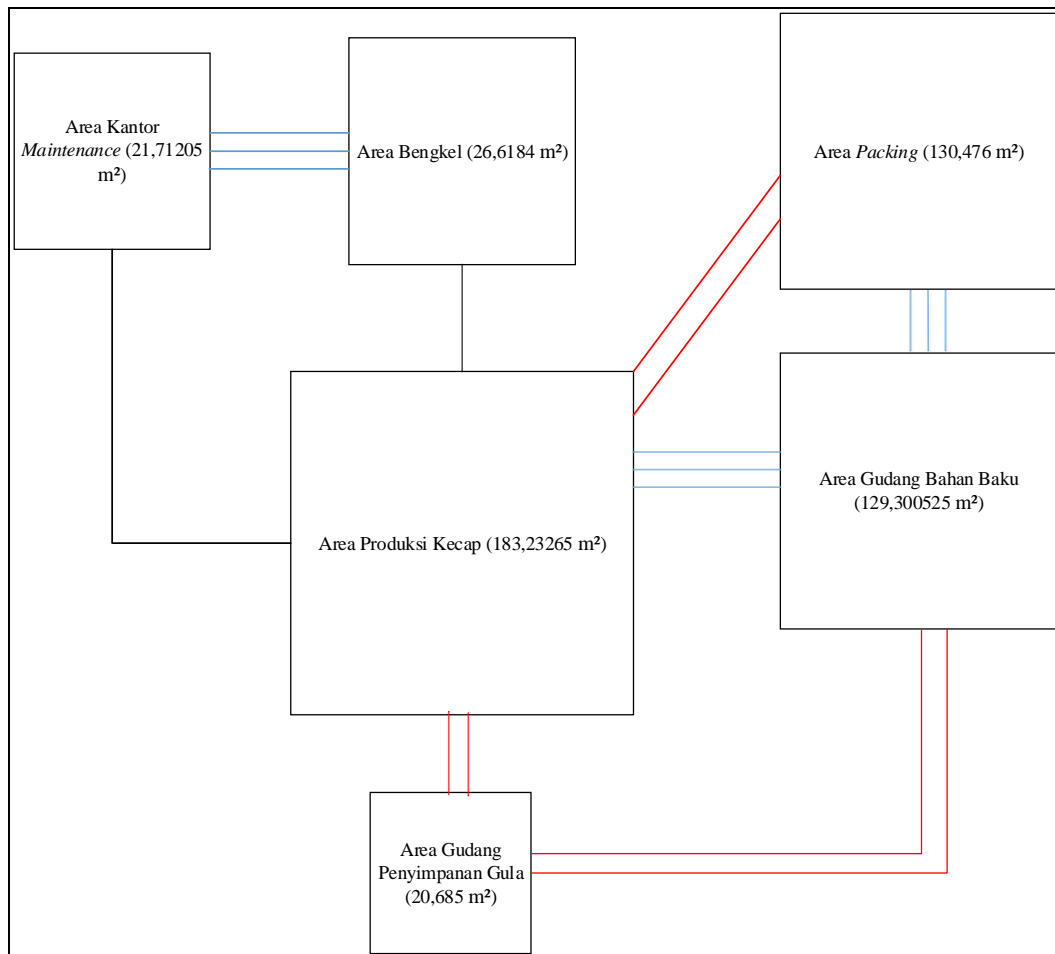 Area Kantor
Maintenance (21,71205
m²)
Area Bengkel (26,6184 m²)
Area Packing (130,476 m²)
Area Gudang Bahan Baku
(129,300525 m²)
Area Produksi Kecap (183,23265 m²)
Area Gudang
Penyimpanan Gula
(20,685 m²)